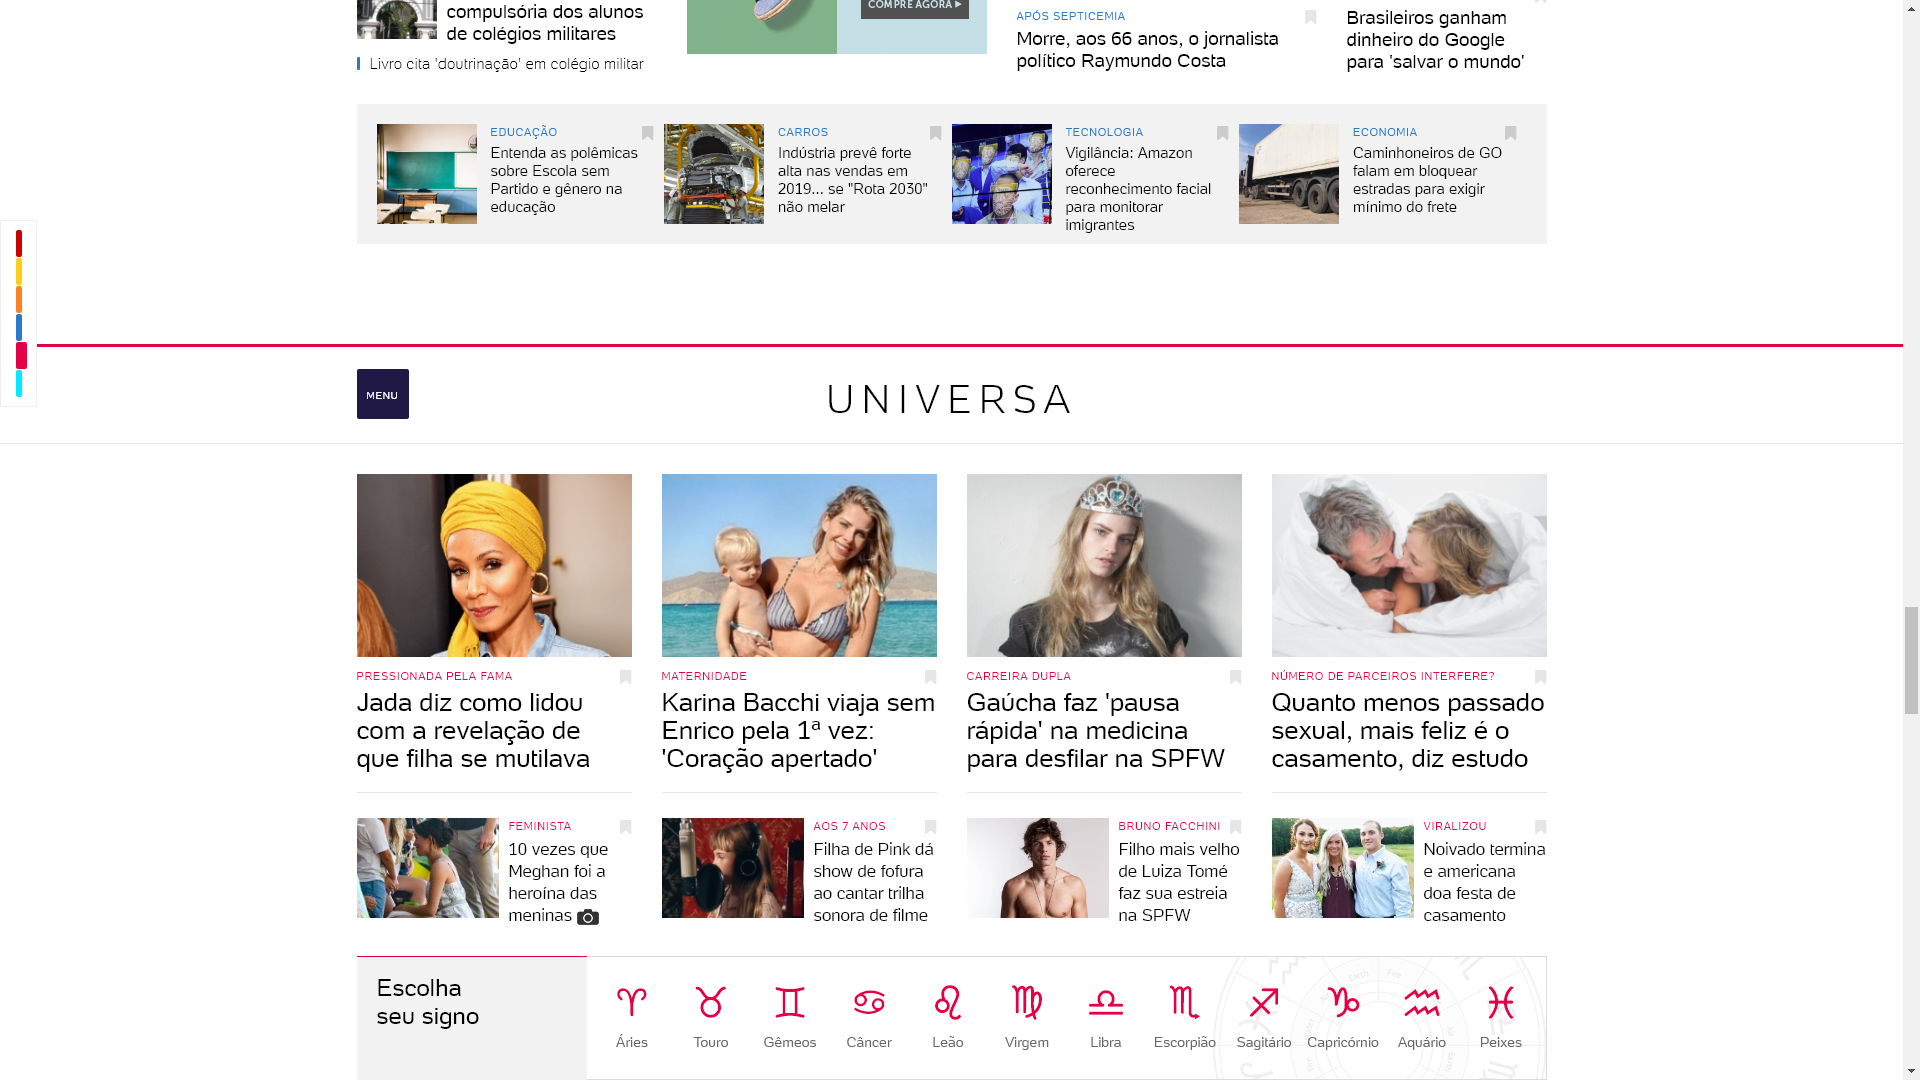 compulsória dos alunos
de colégios militares
Livro cita 'doutrinação' em colégio militar
COMPRE AGORA ►
APÓS SEPTICEMIA
Morre, aos 66 anos, o jornalista
político Raymundo Costa
Brasileiros ganham
dinheiro do Google
para 'salvar o mundo'
EDUCAÇÃO
Entenda as polêmicas
sobre Escola sem
Partido e gênero na
educação
CARROS
Indústria prevê forte
alta nas vendas em
2019... se "Rota 2030"
não melar
TECNOLOGIA
Vigilância: Amazon
oferece
reconhecimento facial
para monitorar
imigrantes
ECONOMIA
Caminhoneiros de GO
falam em bloquear
estradas para exigir
mínimo do frete
MENU
UNIVERSA
PRESSIONADA PELA FAMA
Jada diz como lidou
com a revelação de
que filha se mutilava
MATERNIDADE
Karina Bacchi viaja sem
Enrico pela 1ª vez:
'Coração apertado'
CARREIRA DUPLA
Gaúcha faz 'pausa
rápida' na medicina
para desfilar na SPFW
NÚMERO DE PARCEIROS INTERFERE?
Quanto menos passado
sexual, mais feliz é o
casamento, diz estudo
FEMINISTA
10 vezes que
Meghan foi a
heroína das
meninas
AOS 7 ANOS
Filha de Pink dá
show de fofura
ao cantar trilha
sonora de filme
BRUNO FACCHINI
Filho mais velho
de Luiza Tomé
faz sua estreia
na SPFW
VIRALIZOU
Noivado termina
e americana
doa festa de
casamento
Escolha
seu signo
Áries
Touro
Gêmeos
Câncer
Leão
Virgem
Libra
Escorpião
Sagitário
Capricórnio
Aquário
Peixes